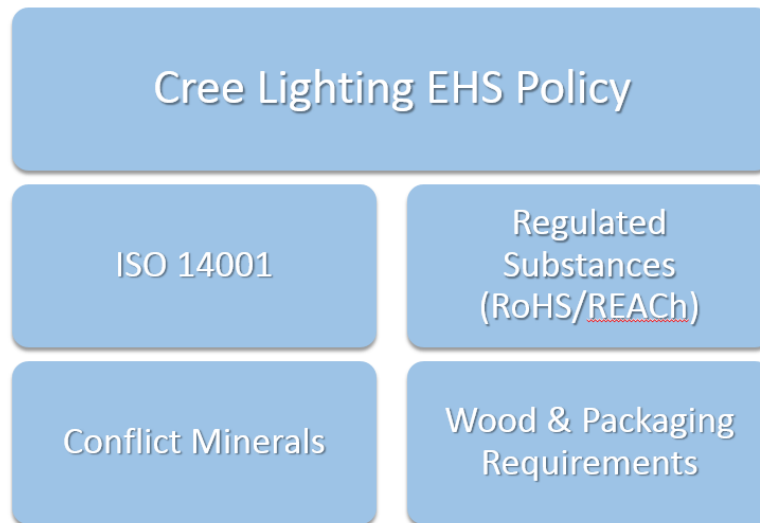 Cree Lighting EHS Policy
ISO 14001
Regulated
Substances
(RoHS/REACh)
Conflict Minerals
Wood & Packaging
Requirements